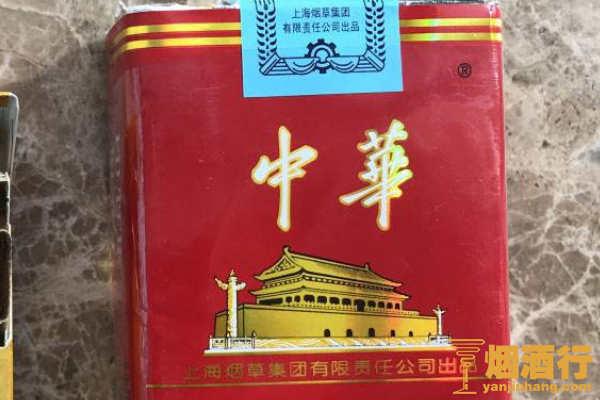 上海烟草集团
有限责任公司出品
®
中華
上海烟草集团有限责任公司出品
烟酒行
yanjiuhang.com